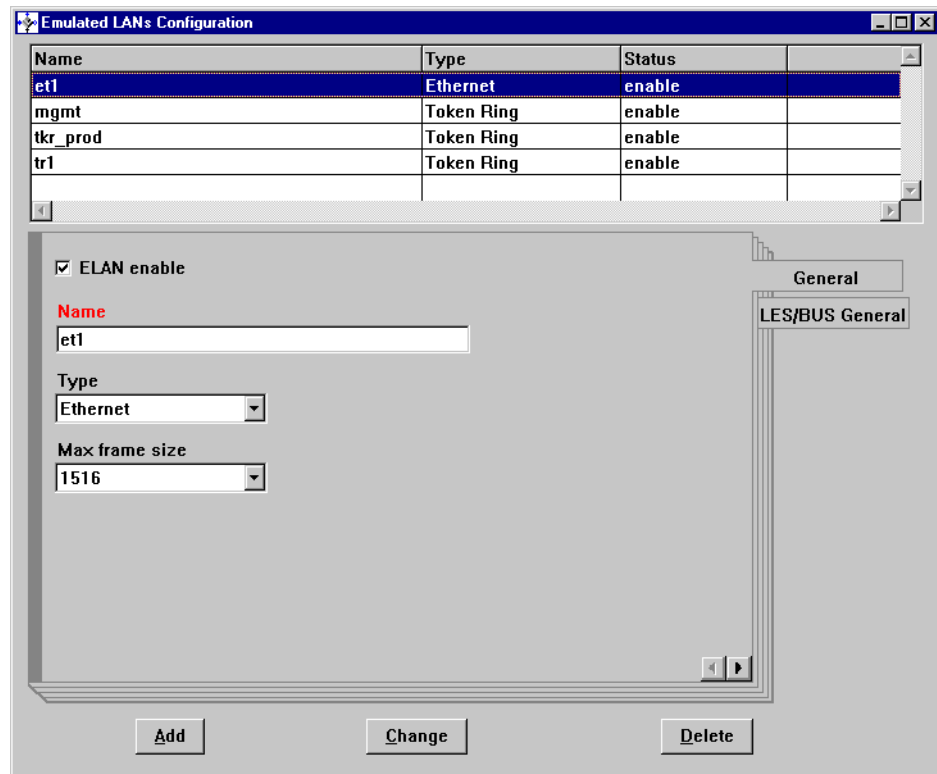 Emulated LANs Configuration
Name Type Status
et1 Ethernet enable
mgmt Token Ring enable
tkr_prod Token Ring enable
tr1 Token Ring enable
ELAN enable
General
LES/BUS General
Name
et1
Type
Ethernet
Max frame size
1516
Add Change Delete